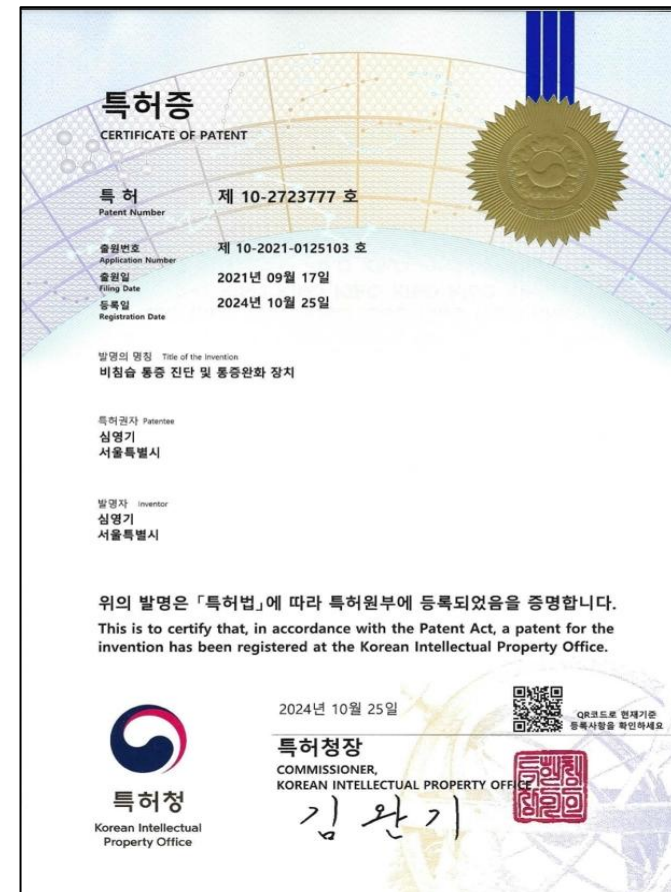 특허증
CERTIFICATE OF PATENT
특 허 제 10-2723777 호
Patent Number
출원번호 제 10-2021-0125103 호
Application Number
출원일 2021년 09월 17일
Filing Date
등록일 2024년 10월 25일
Registration Date
발명의 명칭 Title of the Invention
비침습 통증 진단 및 통증완화 장치
특허권자 Patentee
심영기
서울특별시
발명자 Inventor
심영기
서울특별시
위의 발명은 「특허법」에 따라 특허원부에 등록되었음을 증명합니다.
This is to certify that, in accordance with the Patent Act, a patent for the
invention has been registered at the Korean Intellectual Property Office.
2024년 10월 25일
QR코드로 현재기준
등록사항을 확인하세요
특허청장
COMMISSIONER,
KOREAN INTELLECTUAL PROPERTY OFFICE
김완기
특허청
Korean Intellectual
Property Office